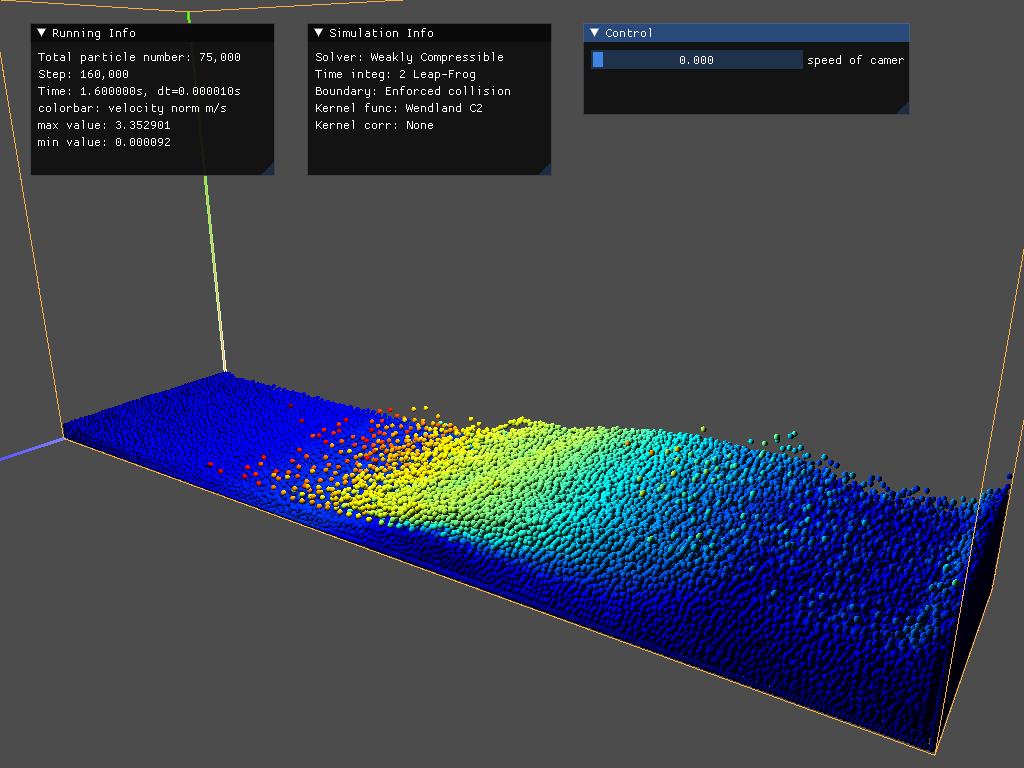 Running Info
Total particle number: 75,000
Step: 160,000
Time: 1.600000s, dt=0.000010s
colorbar: velocity norm m/s
max value: 3.352901
min value: 0.000092
Simulation Info
Solver: Weakly Compressible
Time integ: 2 Leap-Frog
Boundary: Enforced collision
Kernel func: Wendland C2
Kernel corr: None
Control
0.000 speed of camer